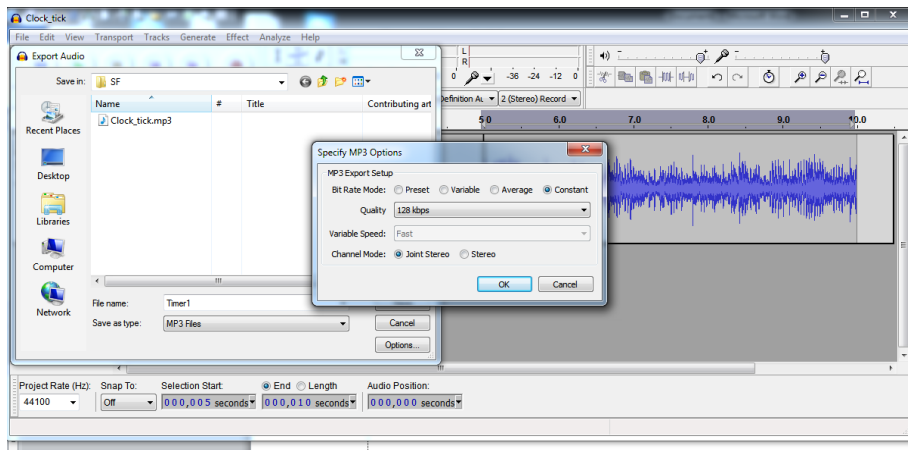 Clock_tick
File Edit View Transport Tracks Generate Effect Analyze Help
Export Audio
Save in: SF
Name # Title Contributing art
Clock_tick.mp3
Recent Places
Desktop
Libraries
Computer
Network
File name: Timer1
Save as type: MP3 Files
Cancel
Options...
L
R
0 -36 -24 -12 0
Definition Au 2 (Stereo) Record
5.0 6.0 7.0 8.0 9.0 10.0
Specify MP3 Options
MP3 Export Setup
Bit Rate Mode: Preset Variable Average Constant
Quality 128 kbps
Variable Speed: Fast
Channel Mode: Joint Stereo Stereo
OK Cancel
Project Rate (Hz): Snap To: Selection Start: End Length Audio Position:
44100 Off 000,005 seconds 000,010 seconds 000,000 seconds